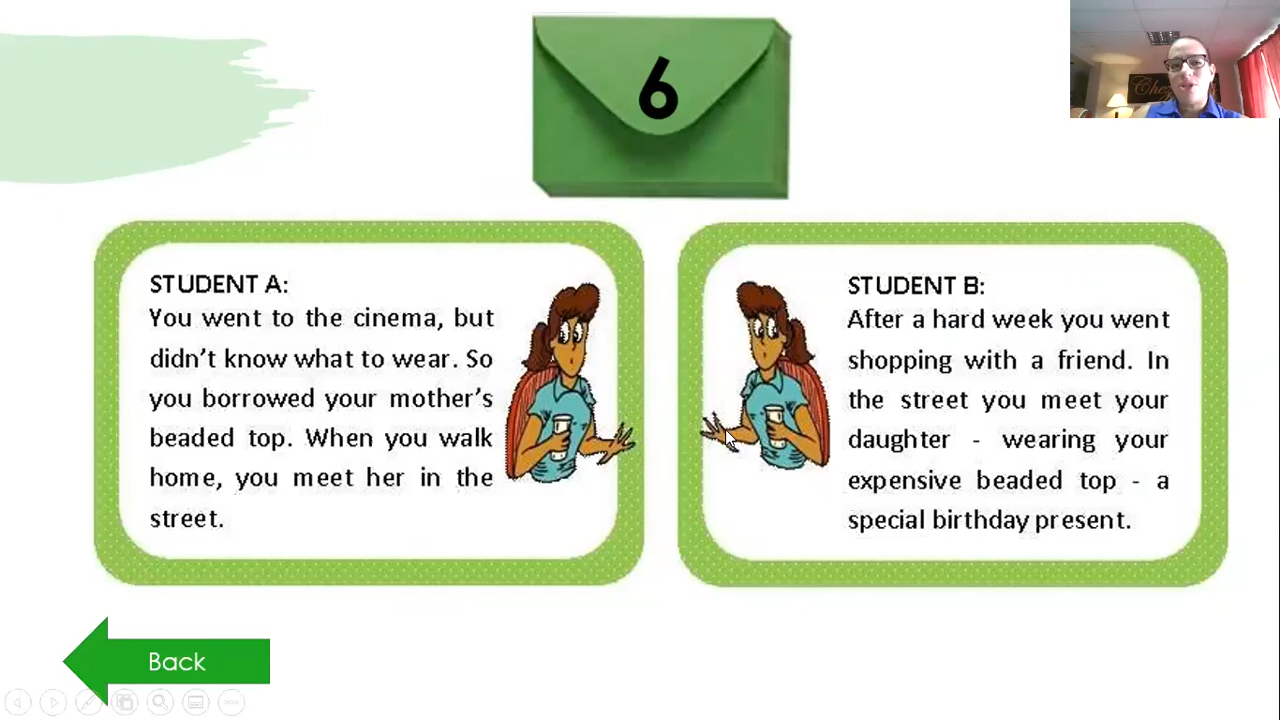 6
STUDENT A:
You went to the cinema, but
didn't know what to wear. So
you borrowed your mother's
beaded top. When you walk
home, you meet her in the
street.
STUDENT B:
After a hard week you went
shopping with a friend. In
the street you meet your
daughter - wearing your
expensive beaded top - a
special birthday present.
Back